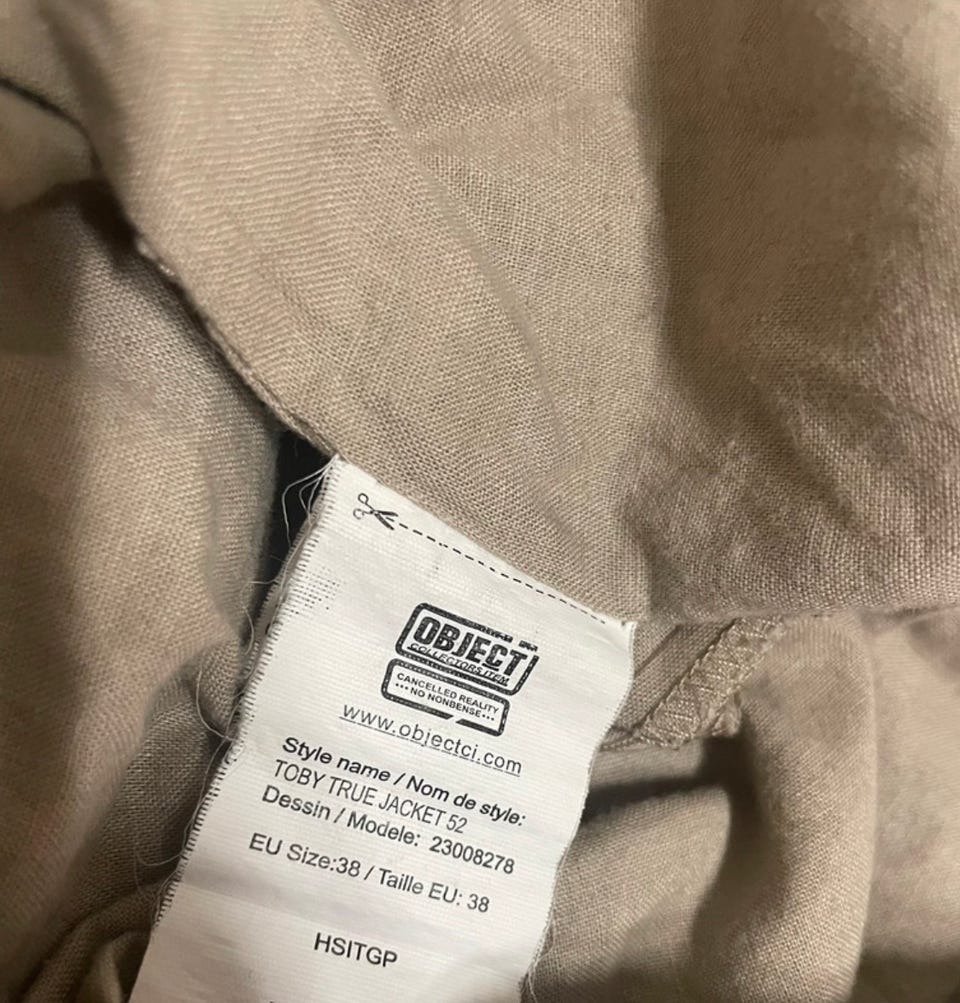 OBJECT
COLLECTORS ITEM
CANCELLED REALITY
•••NO NONBENSE•••
www.objectci.com
Style name / Nom de style:
TOBY TRUE JACKET 52
Dessin / Modele: 23008278
EU Size:38 / Taille EU: 38
HSITGP